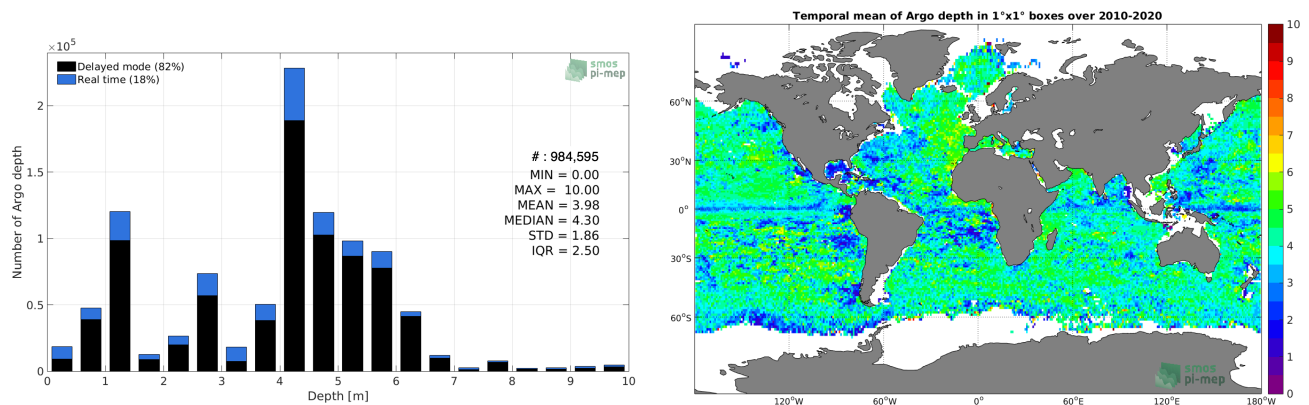 ×10⁵
Delayed mode (82%)
Real time (18%)
smos
pi-mep
# : 984,595
MIN = 0.00
MAX = 10.00
MEAN = 3.98
MEDIAN = 4.30
STD = 1.86
IQR = 2.50
Number of Argo depth
2
1.5
1
0.5
0
0 1 2 3 4 5 6 7 8 9 10
Depth [m]
Temporal mean of Argo depth in 1°x1° boxes over 2010-2020
60°N
30°N
0°
30°S
60°S
120°W 60°W 0° 60°E 120°E 180°W
smos
pi-mep
10
9
8
7
6
5
4
3
2
1
0